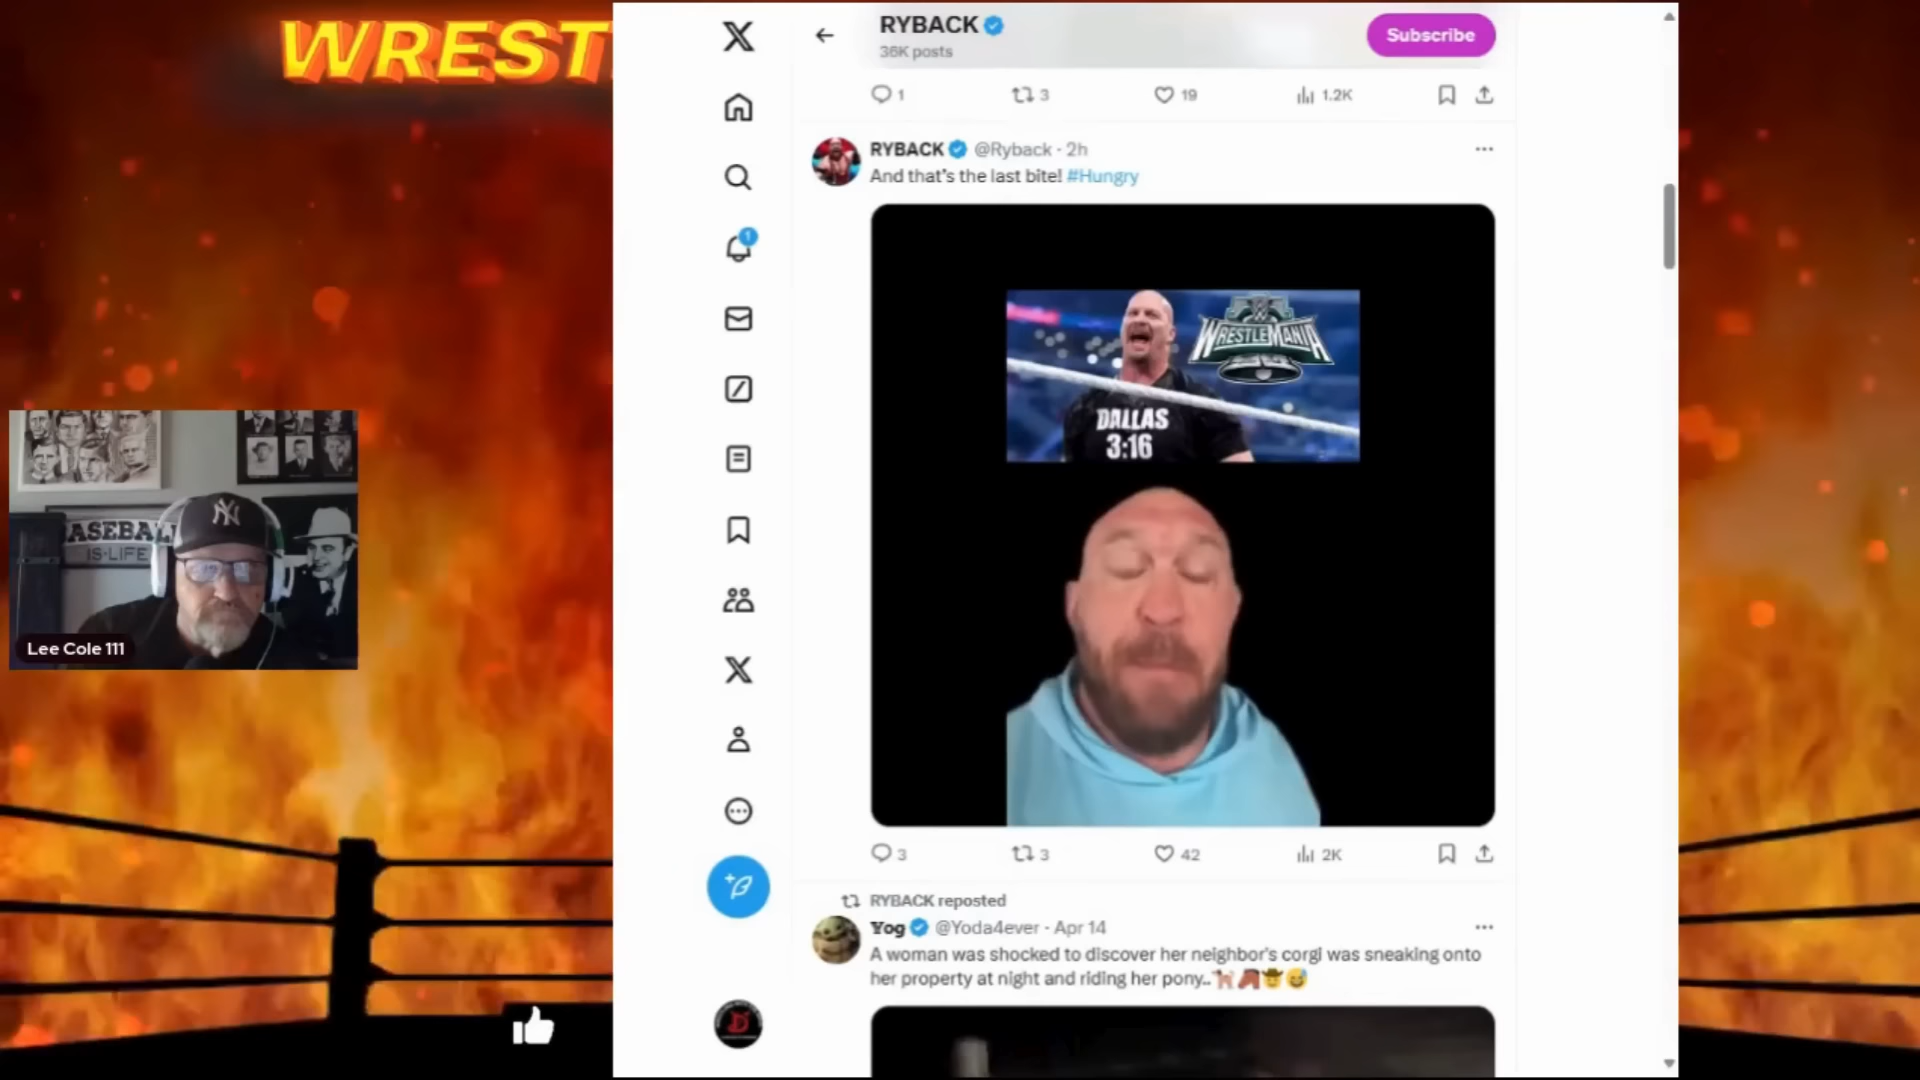 WREST
RYBACK
36K posts
Subscribe
1
3
19
1.2K
RYBACK @Ryback · 2h
And that's the last bite! #Hungry
1
WRESTLEMANIA
DALLAS
3:16
NY
ASEBAL
IS·LIFE
Lee Cole 111
3
3
42
2K
RYBACK reposted
Yog @Yoda4ever · Apr 14
A woman was shocked to discover her neighbor's corgi was sneaking onto
her property at night and riding her pony..